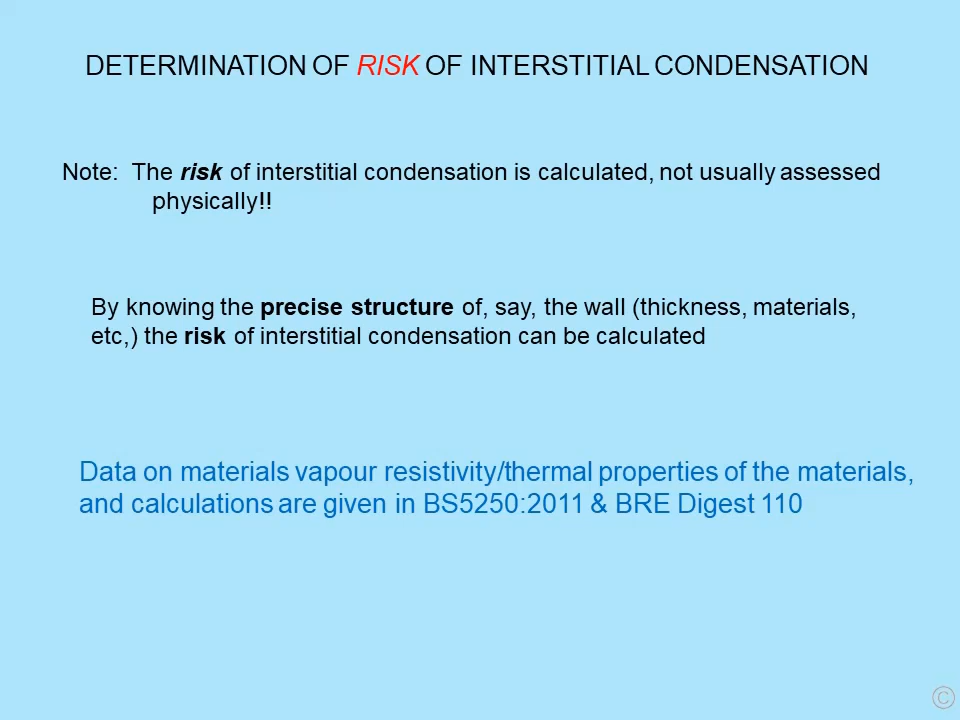 DETERMINATION OF RISK OF INTERSTITIAL CONDENSATION
Note: The risk of interstitial condensation is calculated, not usually assessed
physically!!
By knowing the precise structure of, say, the wall (thickness, materials,
etc,) the risk of interstitial condensation can be calculated
Data on materials vapour resistivity/thermal properties of the materials,
and calculations are given in BS5250:2011 & BRE Digest 110
©